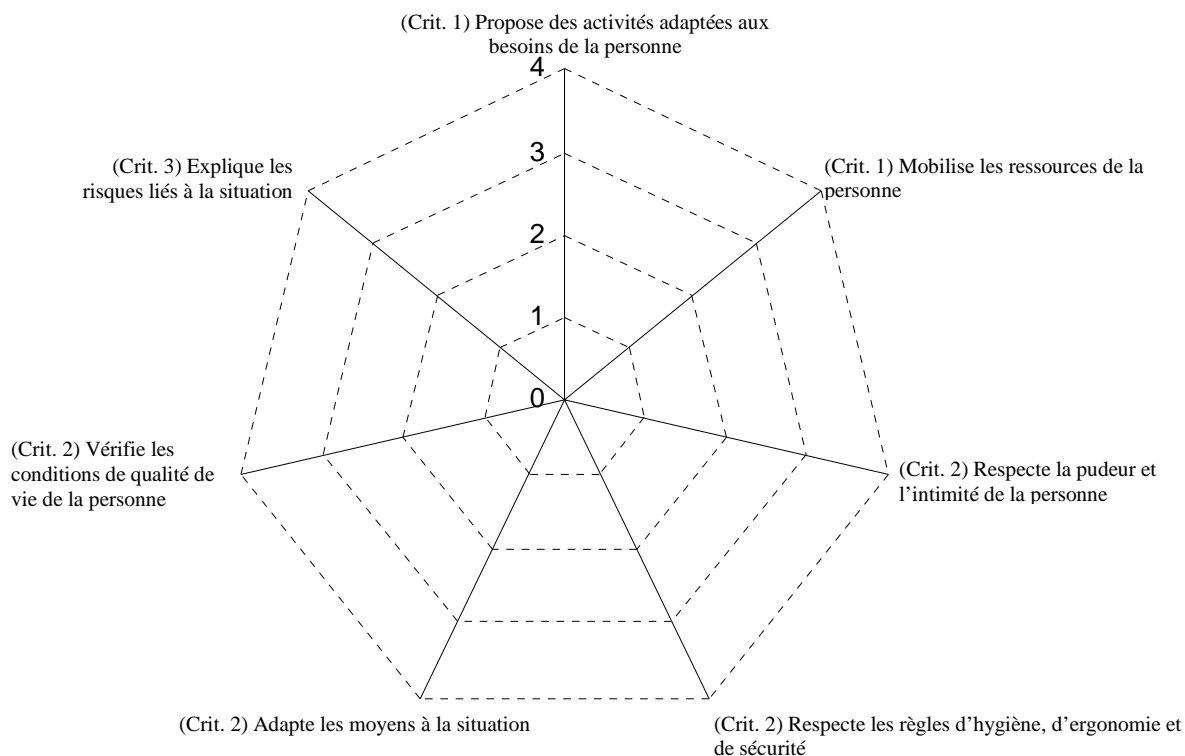 (Crit. 1) Propose des activités adaptées aux
besoins de la personne
4
3
2
1
0
(Crit. 3) Explique les
risques liés à la situation
(Crit. 1) Mobilise les ressources de la
personne
(Crit. 2) Vérifie les
conditions de qualité de
vie de la personne
(Crit. 2) Respecte la pudeur et
l'intimité de la personne
(Crit. 2) Adapte les moyens à la situation
(Crit. 2) Respecte les règles d'hygiène, d'ergonomie et
de sécurité